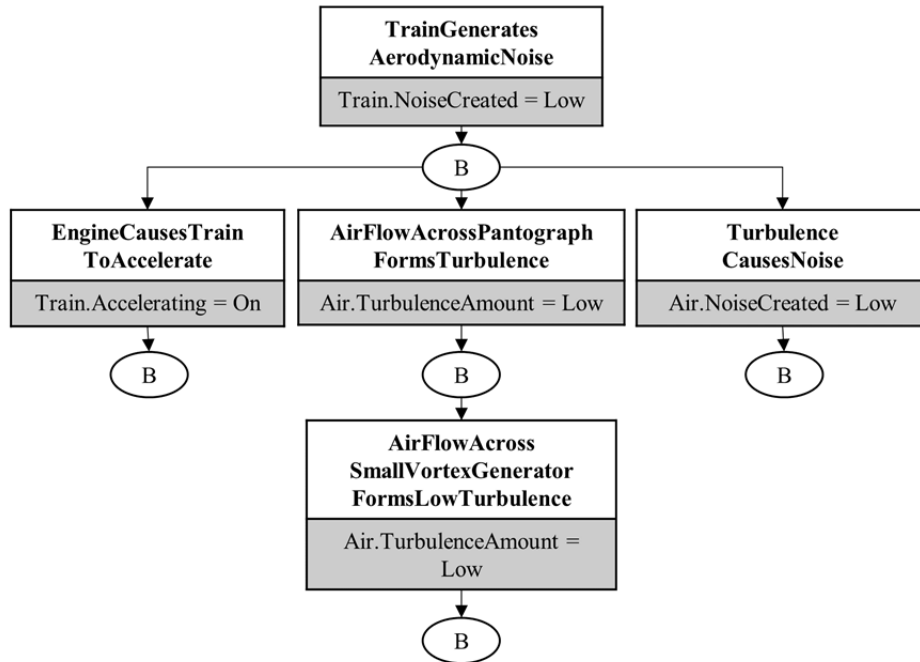 TrainGenerates
AerodynamicNoise
Train.NoiseCreated = Low
B
EngineCausesTrain
ToAccelerate
Train.Accelerating = On
B
AirFlowAcrossPantograph
FormsTurbulence
Air.TurbulenceAmount = Low
B
Turbulence
CausesNoise
Air.NoiseCreated = Low
B
AirFlowAcross
SmallVortexGenerator
FormsLowTurbulence
Air.TurbulenceAmount =
Low
B